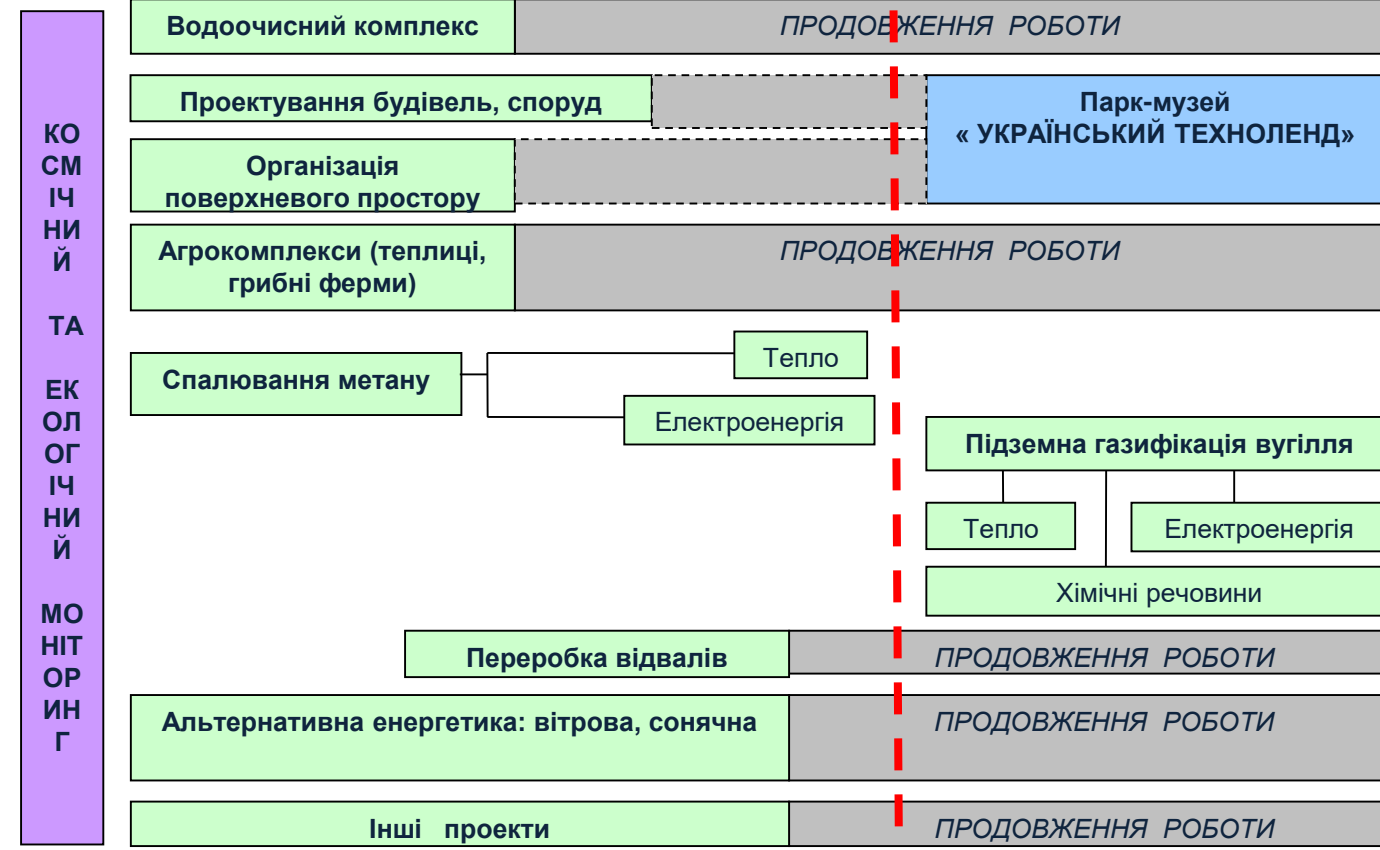 КО
СМ
ІЧ
НИ
Й
ТА
ЕК
ОЛ
ОГ
ІЧ
НИ
Й
МО
НІТ
ОР
ИН
Г
Водоочисний комплекс
ПРОДОВЖЕННЯ РОБОТИ
Проектування будівель, споруд
Парк-музей
« УКРАЇНСЬКИЙ ТЕХНОЛЕНД»
Організація
поверхневого простору
Агрокомплекси (теплиці,
грибні ферми)
ПРОДОВЖЕННЯ РОБОТИ
Спалювання метану
Тепло
Електроенергія
Підземна газифікація вугілля
Тепло
Електроенергія
Хімічні речовини
Переробка відвалів
ПРОДОВЖЕННЯ РОБОТИ
Альтернативна енергетика: вітрова, сонячна
ПРОДОВЖЕННЯ РОБОТИ
Інші проекти
ПРОДОВЖЕННЯ РОБОТИ